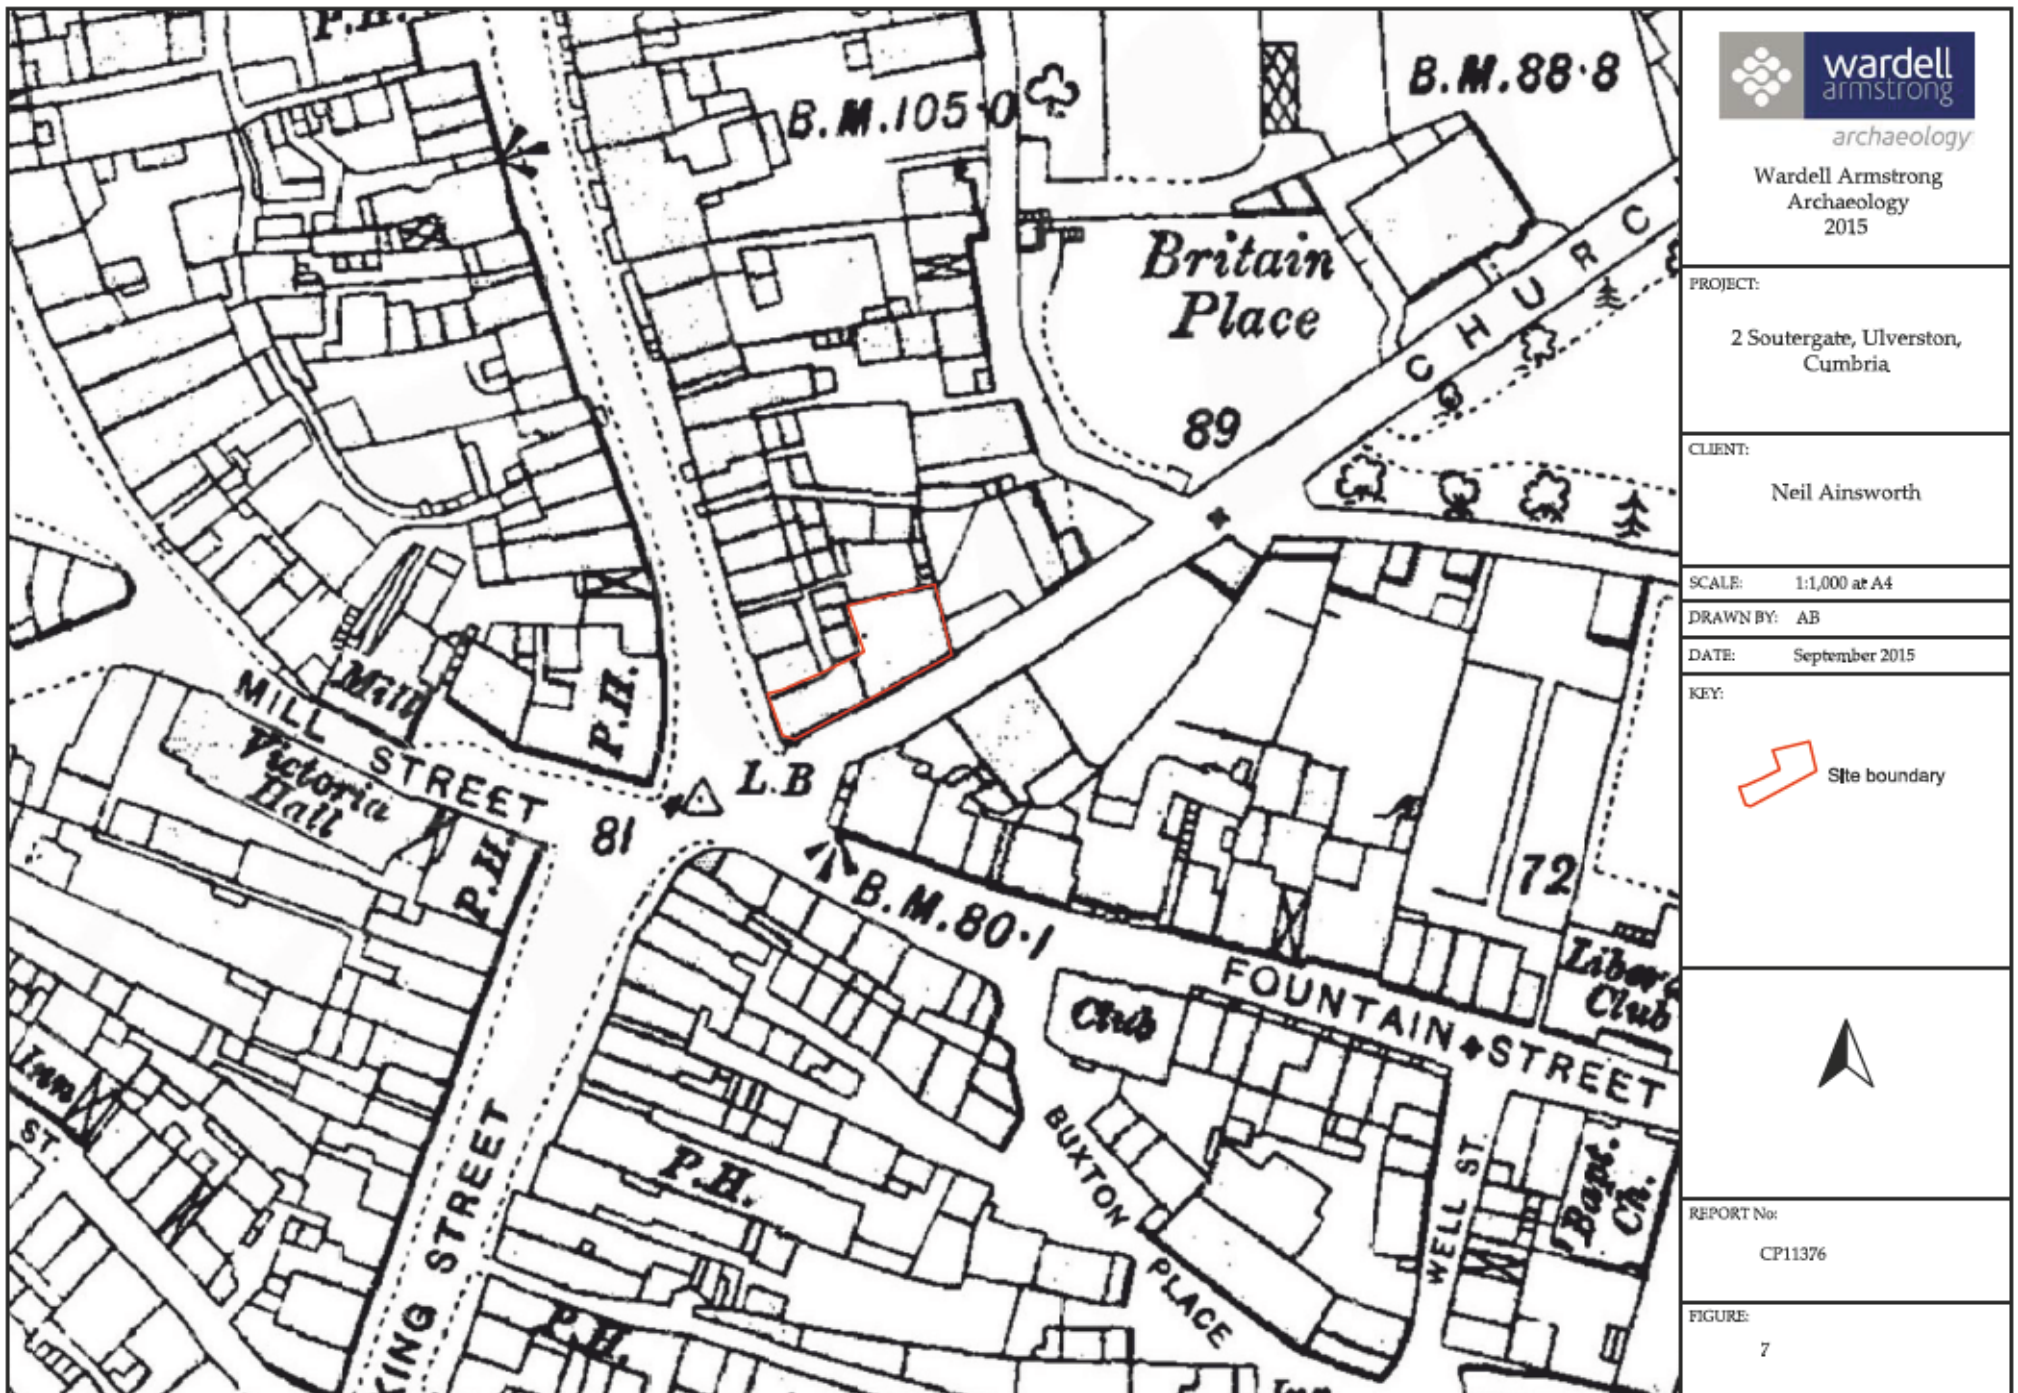 P.H.
B.M.105·0
B.M.88·8
Britain
Place
CHURC
89
MILL STREET
Mill
P.H.
Victoria
Hall
P.H.
81
L.B
B.M.80·1
72
FOUNTAIN STREET
Club
Club
BUXTON PLACE
WELL ST.
Bapt.
Ch.
Inn
ST.
KING STREET
P.H.
P.H.
wardell
armstrong
archaeology
Wardell Armstrong
Archaeology
2015
PROJECT:
2 Soutergate, Ulverston,
Cumbria
CLIENT:
Neil Ainsworth
SCALE: 1:1,000 at A4
DRAWN BY: AB
DATE: September 2015
KEY:
Site boundary
REPORT No:
CP11376
FIGURE:
7